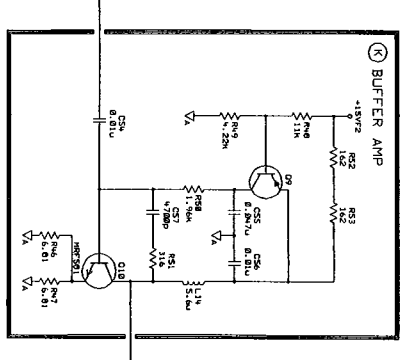 K BUFFER AMP
+15VF2
R52
162
R53
162
R48
11K
R49
4.22K
A
Q9
C54
0.01u
R50
1.96K
C55
0.047u
C56
0.01u
A
C57
4700p
R51
316
L14
5.6u
Q10
MRF581
R46
6.81
A
R47
6.81
A